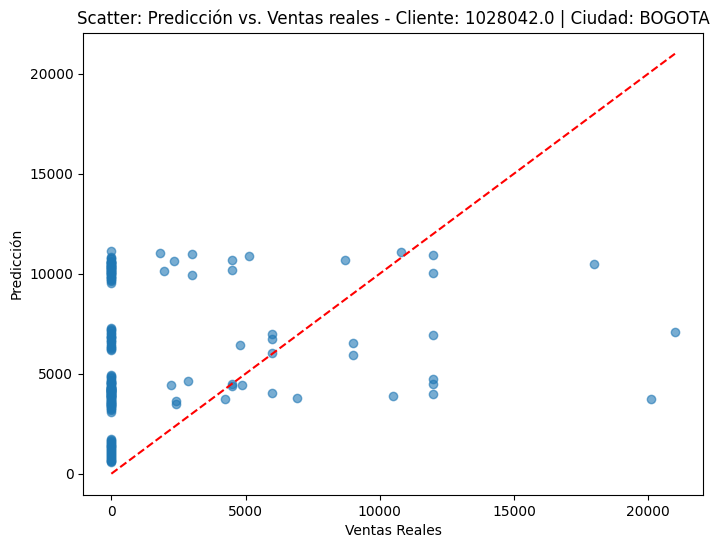 Scatter: Predicción vs. Ventas reales - Cliente: 1028042.0 | Ciudad: BOGOTA
20000
15000
10000
5000
0
Predicción
0 5000 10000 15000 20000
Ventas Reales